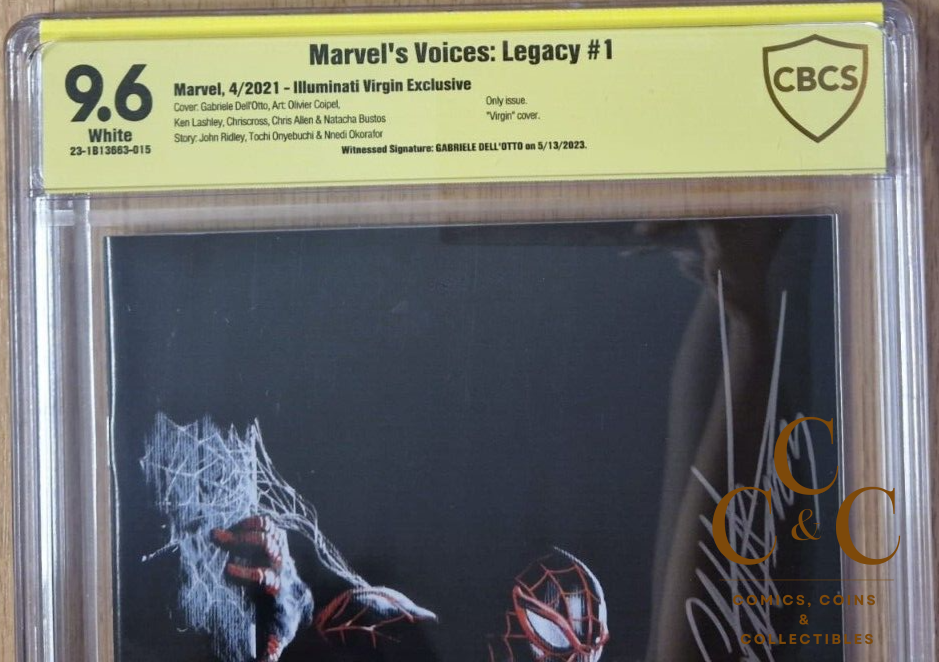 Marvel's Voices: Legacy #1
9.6
White
23-1B13663-015
Marvel, 4/2021 - Illuminati Virgin Exclusive
Cover: Gabriele Dell'Otto, Art: Olivier Coipel,
Ken Lashley, Chriscross, Chris Allen & Natacha Bustos
Story: John Ridley, Tochi Onyebuchi & Nnedi Okorafor
Only issue.
"Virgin" cover.
Witnessed Signature: GABRIELE DELL'OTTO on 5/13/2023.
CBCS
C
C & C
COMICS, COINS
&
COLLECTIBLES